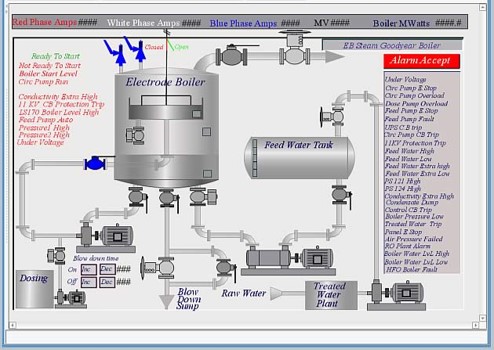 Red Phase Amps #### White Phase Amps #### Blue Phase Amps #### MV #### Boiler MWatts ####.#
EB Steam Goodyear Boiler
Closed
Open
Ready To Start
Not Ready To Start
Boiler Start Level
Circ Pump Run
Conductivity Extra High
11 KV CB Protection Trip
LS170 Boiler Level High
Feed Pump Auto
Pressure1 High
Pressure2 High
Under Voltage
Electrode Boiler
Feed Water Tank
Alarm Accept
Under Voltage
Circ Pump E Stop
Circ Pump Overload
Dose Pump Overload
Feed Pump E Stop
Feed Pump Fault
UPS C.B trip
Circ Pump CB Trip
11KV Protection Trip
Feed Water High
Feed Water Low
Feed Water Extra high
Feed Water Extra Low
PS 121 High
PS 124 High
Conductivity Extra High
Condensate Dump
Control CB Trip
Boiler Pressure Low
Treated Water Trip
Panel E Stop
Air Pressure Failed
RO Plant Alarm
Boiler Water LvL High
Boiler Water LvL Low
HFO Boiler Fault
Blow down time
On Inc Dec ###
Off Inc Dec ###
Dosing
Blow
Down
Sump
Raw Water
Treated
Water
Plant